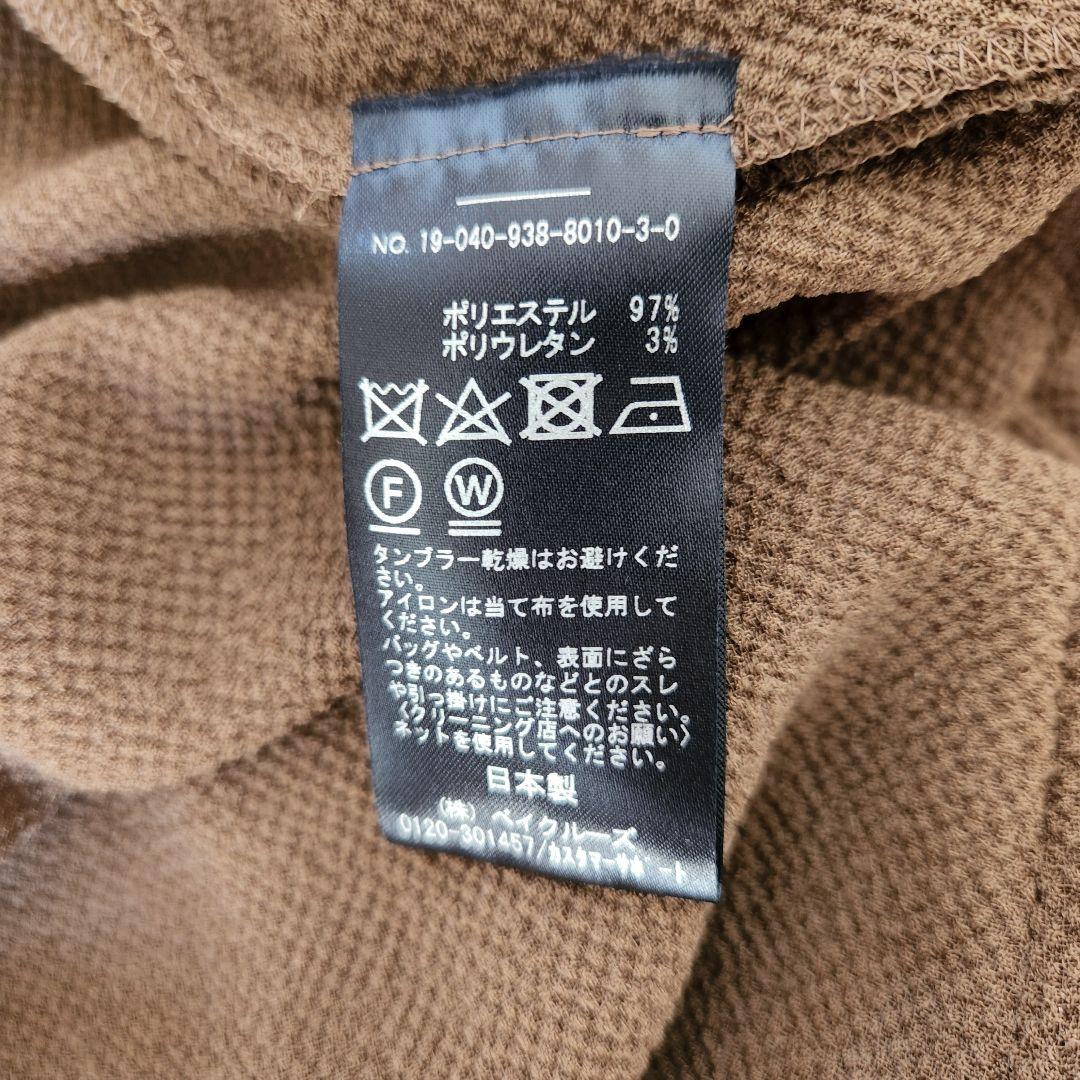 NO. 19-040-938-8010-3-0
ポリエステル 97%
ポリウレタン 3%
F W
タンブラー乾燥はお避けくだ
さい。
アイロンは当て布を使用して
ください。
バッグやベルト、表面にざら
つきのあるものなどとのスレ
や引っ掛けにご注意ください。
〈クリーニング店へのお願い〉
ネットを使用してください。
日本製
(株) ベイクルーズ
0120-301457/カスタマーサポート